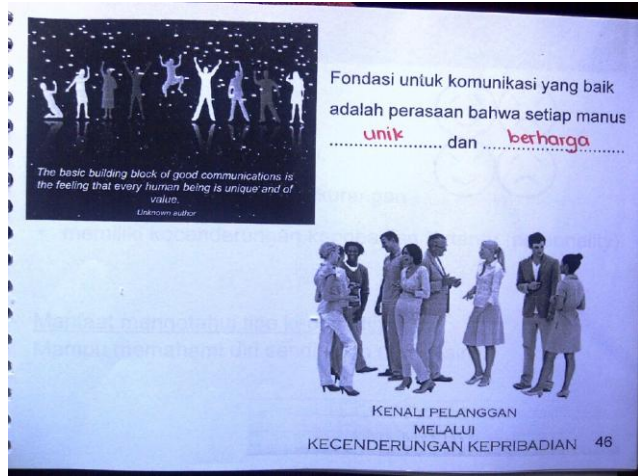 The basic building block of good communications is
the feeling that every human being is unique and of
value.
Unknown author
Fondasi untuk komunikasi yang baik
adalah perasaan bahwa setiap manus
unik dan berharga
KENALI PELANGGAN
MELALUI
KECENDERUNGAN KEPRIBADIAN 46